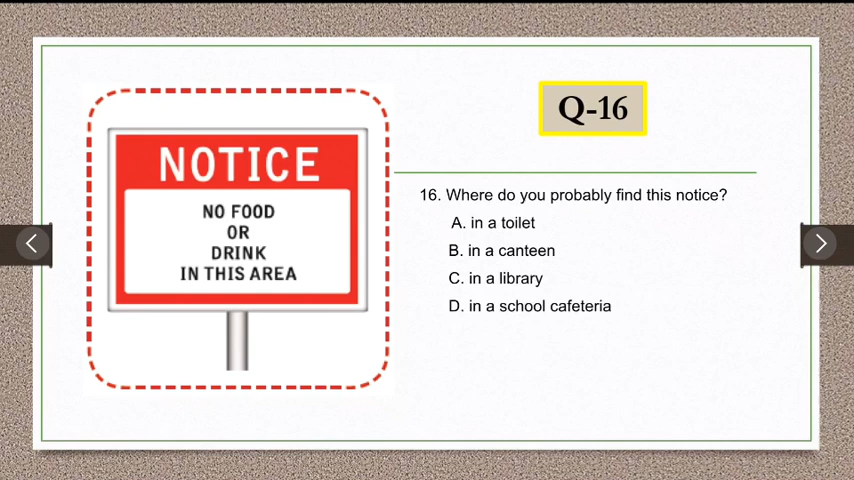 NOTICE
NO FOOD
OR
DRINK
IN THIS AREA
Q-16
16. Where do you probably find this notice?
A. in a toilet
B. in a canteen
C. in a library
D. in a school cafeteria